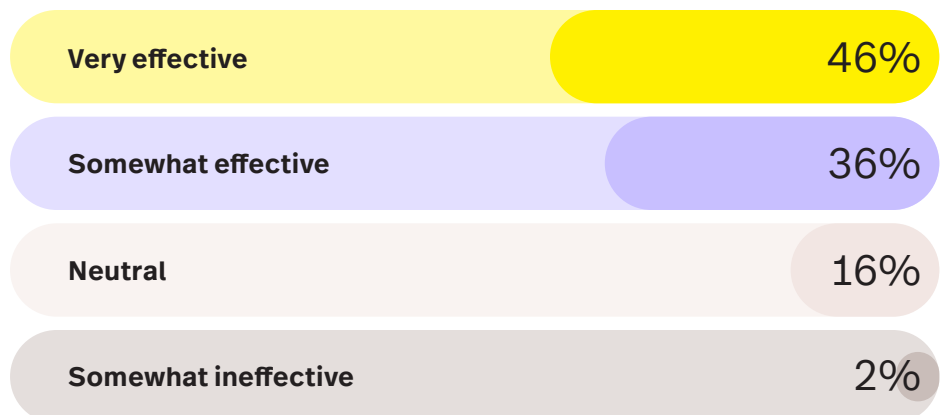 Very effective 46%
Somewhat effective 36%
Neutral 16%
Somewhat ineffective 2%